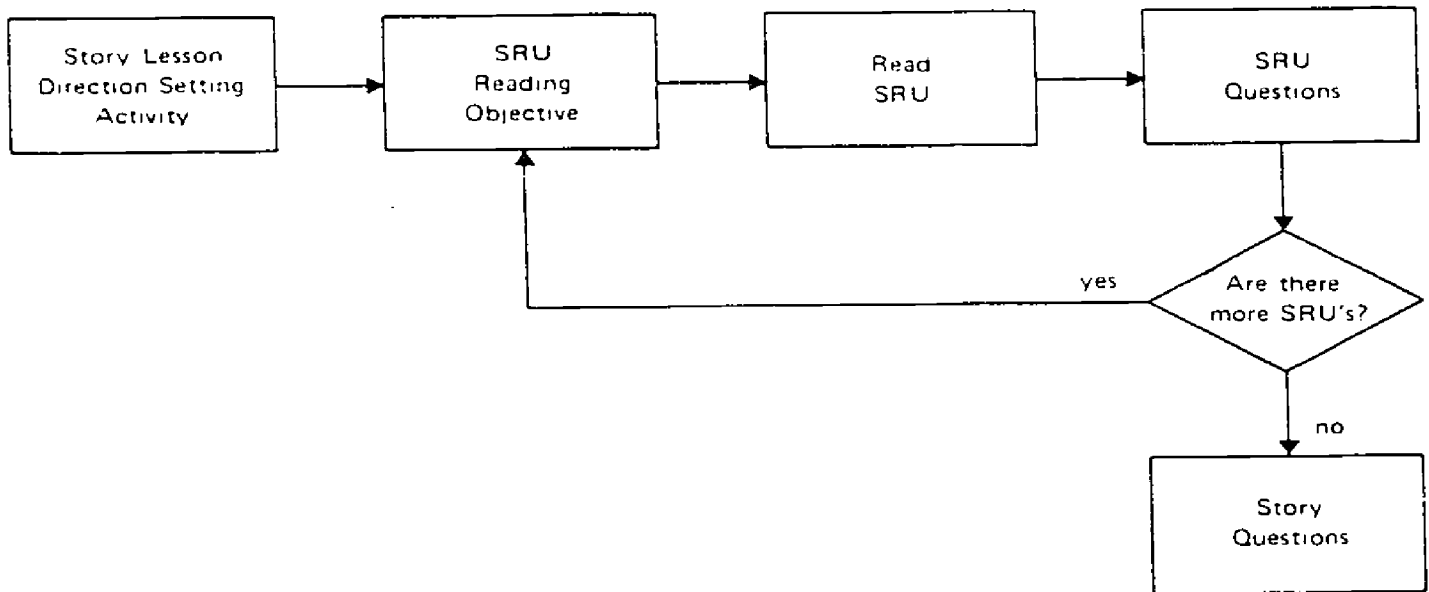 Story Lesson
Direction Setting
Activity
SRU
Reading
Objective
Read
SRU
SRU
Questions
Are there
more SRU's?
yes
no
Story
Questions